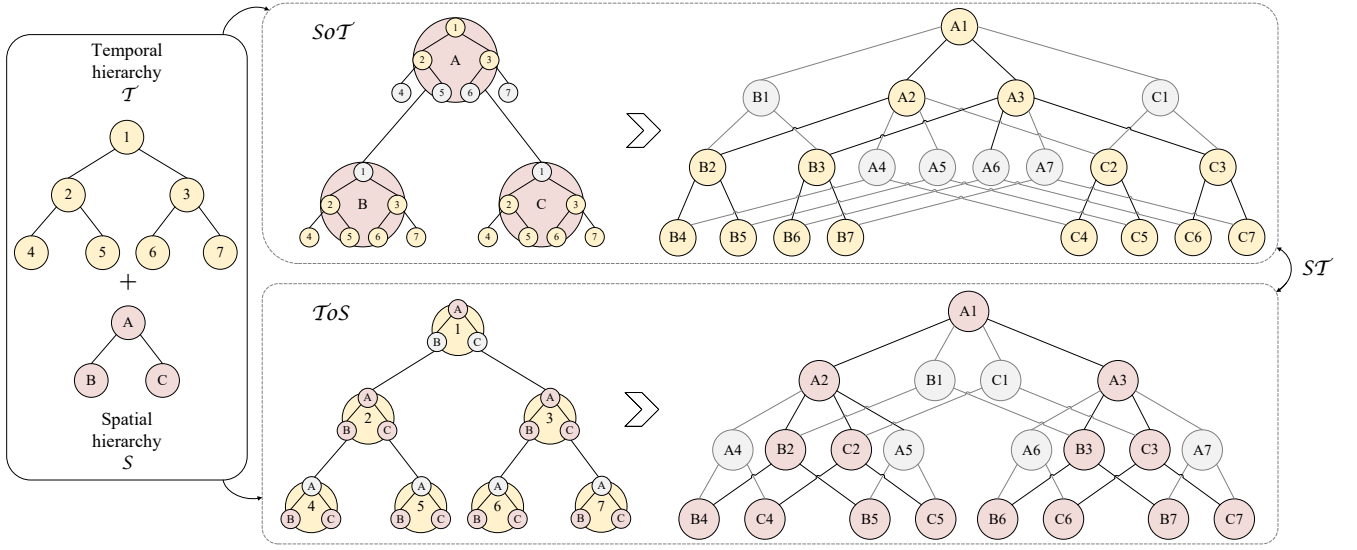 Temporal
hierarchy
𝒯
1
2 3
4 5 6 7
+
A
B C
Spatial
hierarchy
𝒮
𝒮o𝒯
1
2 A 3
4 5 6 7
1 1
2 B 3 2 C 3
4 5 6 7 4 5 6 7
A1
B1 A2 A3 C1
B2 B3 A4 A5 A6 A7 C2 C3
B4 B5 B6 B7 C4 C5 C6 C7
𝒮𝒯
𝒯o𝒮
A
1
B C
A A
2 3
B C B C
A A A A
4 5 6 7
B C B C B C B C
A1
A2 B1 C1 A3
A4 B2 C2 A5 A6 B3 C3 A7
B4 C4 B5 C5 B6 C6 B7 C7